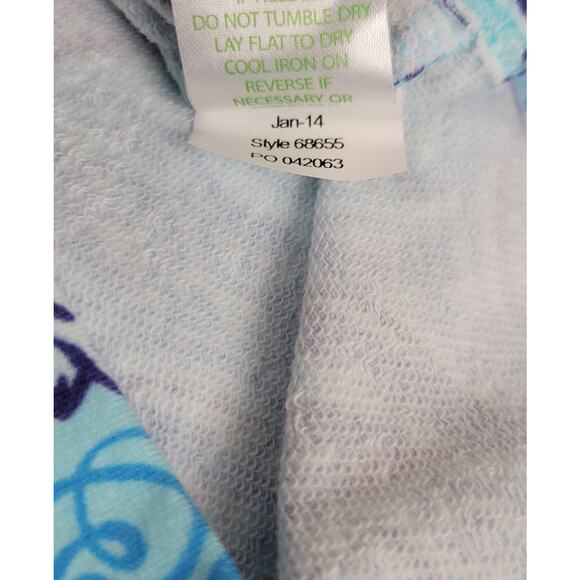 DO NOT TUMBLE DRY
LAY FLAT TO DRY
COOL IRON ON
REVERSE IF
NECESSARY OR
Jan-14
Style 68655
PO 042063